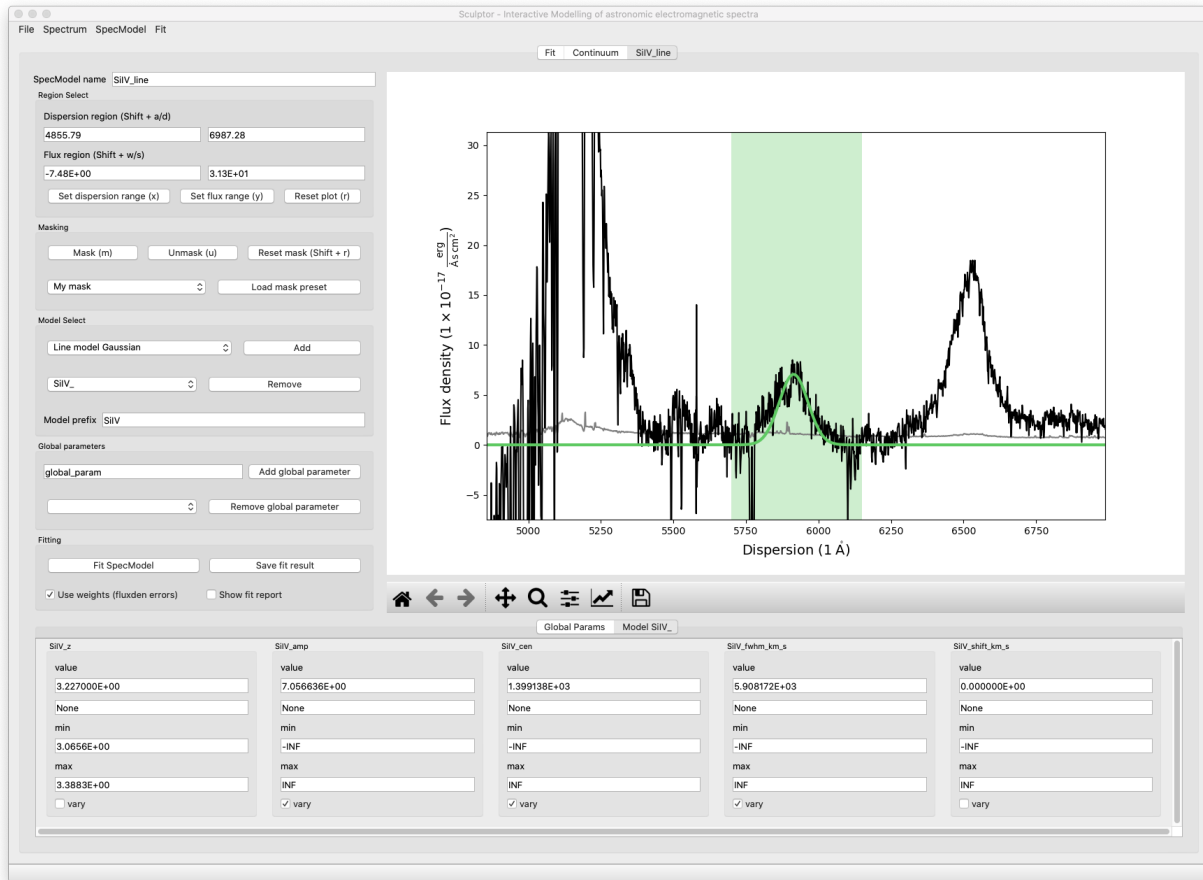 Sculptor - Interactive Modelling of astronomic electromagnetic spectra
File Spectrum SpecModel Fit
Fit Continuum SiIV_line
SpecModel name SiIV_line
Region Select
Dispersion region (Shift + a/d)
4855.79 6987.28
Flux region (Shift + w/s)
-7.48E+00 3.13E+01
Set dispersion range (x) Set flux range (y) Reset plot (r)
Masking
Mask (m) Unmask (u) Reset mask (Shift + r)
My mask Load mask preset
Model Select
Line model Gaussian Add
SiIV_ Remove
Model prefix SiIV
Global parameters
global_param Add global parameter
Remove global parameter
Fitting
Fit SpecModel Save fit result
Use weights (fluxden errors) Show fit report
Flux density (1 × 10⁻¹⁷ erg / Å s cm²)
30
25
20
15
10
5
0
−5
5000 5250 5500 5750 6000 6250 6500 6750
Dispersion (1 Å)
Global Params Model SiIV_
SiIV_z SiIV_amp SiIV_cen SiIV_fwhm_km_s SiIV_shift_km_s
value value value value value
3.227000E+00 7.056636E+00 1.399138E+03 5.908172E+03 0.000000E+00
None None None None None
min min min min min
3.0656E+00 -INF -INF -INF -INF
max max max max max
3.3883E+00 INF INF INF INF
vary vary vary vary vary